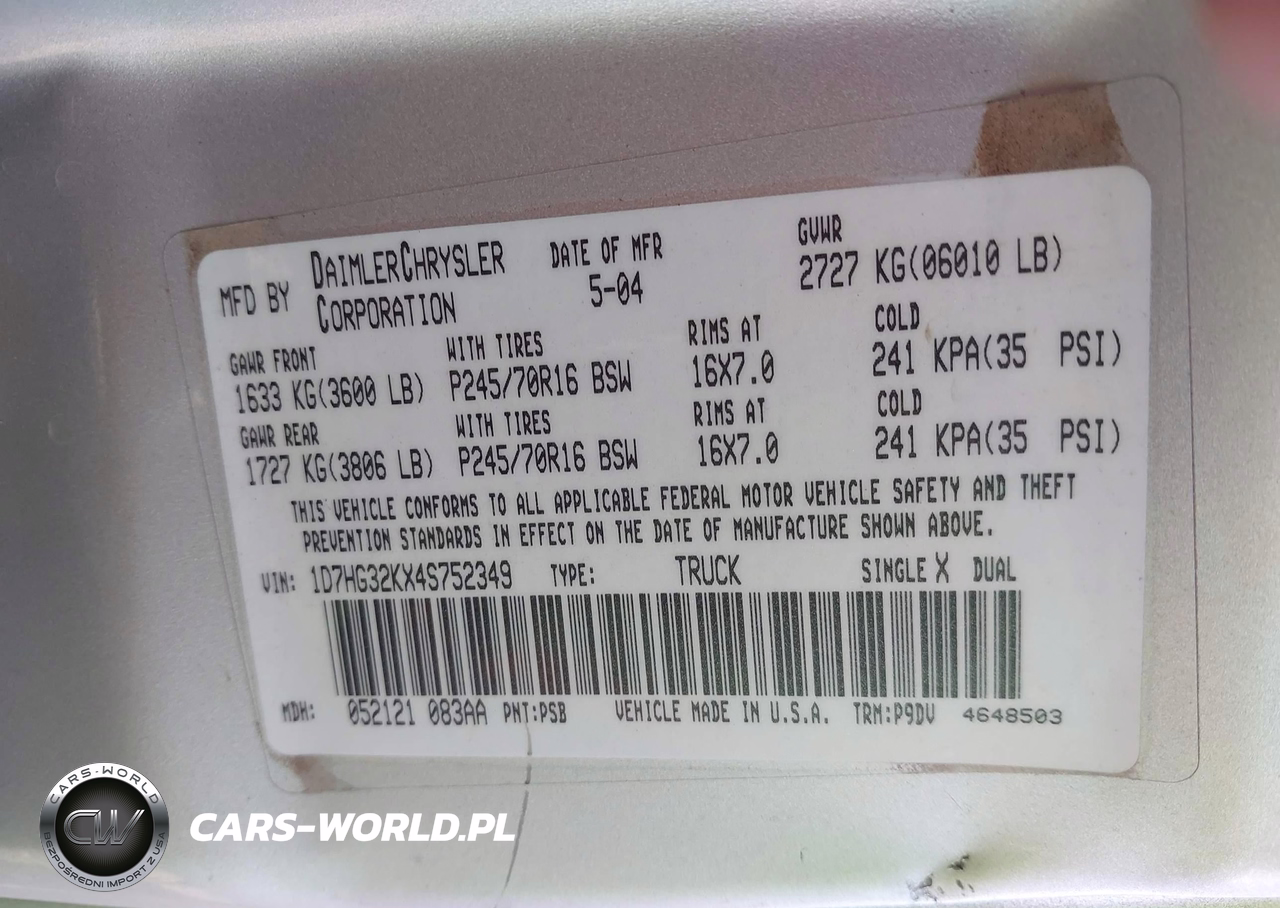 MFD BY DAIMLERCHRYSLER CORPORATION DATE OF MFR 5-04 GVWR 2727 KG(06010 LB)
GAWR FRONT WITH TIRES RIMS AT COLD
1633 KG(3600 LB) P245/70R16 BSW 16X7.0 241 KPA(35 PSI)
GAWR REAR WITH TIRES RIMS AT COLD
1727 KG(3806 LB) P245/70R16 BSW 16X7.0 241 KPA(35 PSI)
THIS VEHICLE CONFORMS TO ALL APPLICABLE FEDERAL MOTOR VEHICLE SAFETY AND THEFT
PREVENTION STANDARDS IN EFFECT ON THE DATE OF MANUFACTURE SHOWN ABOVE.
VIN: 1D7HG32KX4S752349 TYPE: TRUCK SINGLE X DUAL
MDH: 052121 083AA PNT:PSB VEHICLE MADE IN U.S.A. TRM:P9DV 4648503
CARS-WORLD
CW
BEZPOŚREDNI IMPORT Z USA
CARS-WORLD.PL